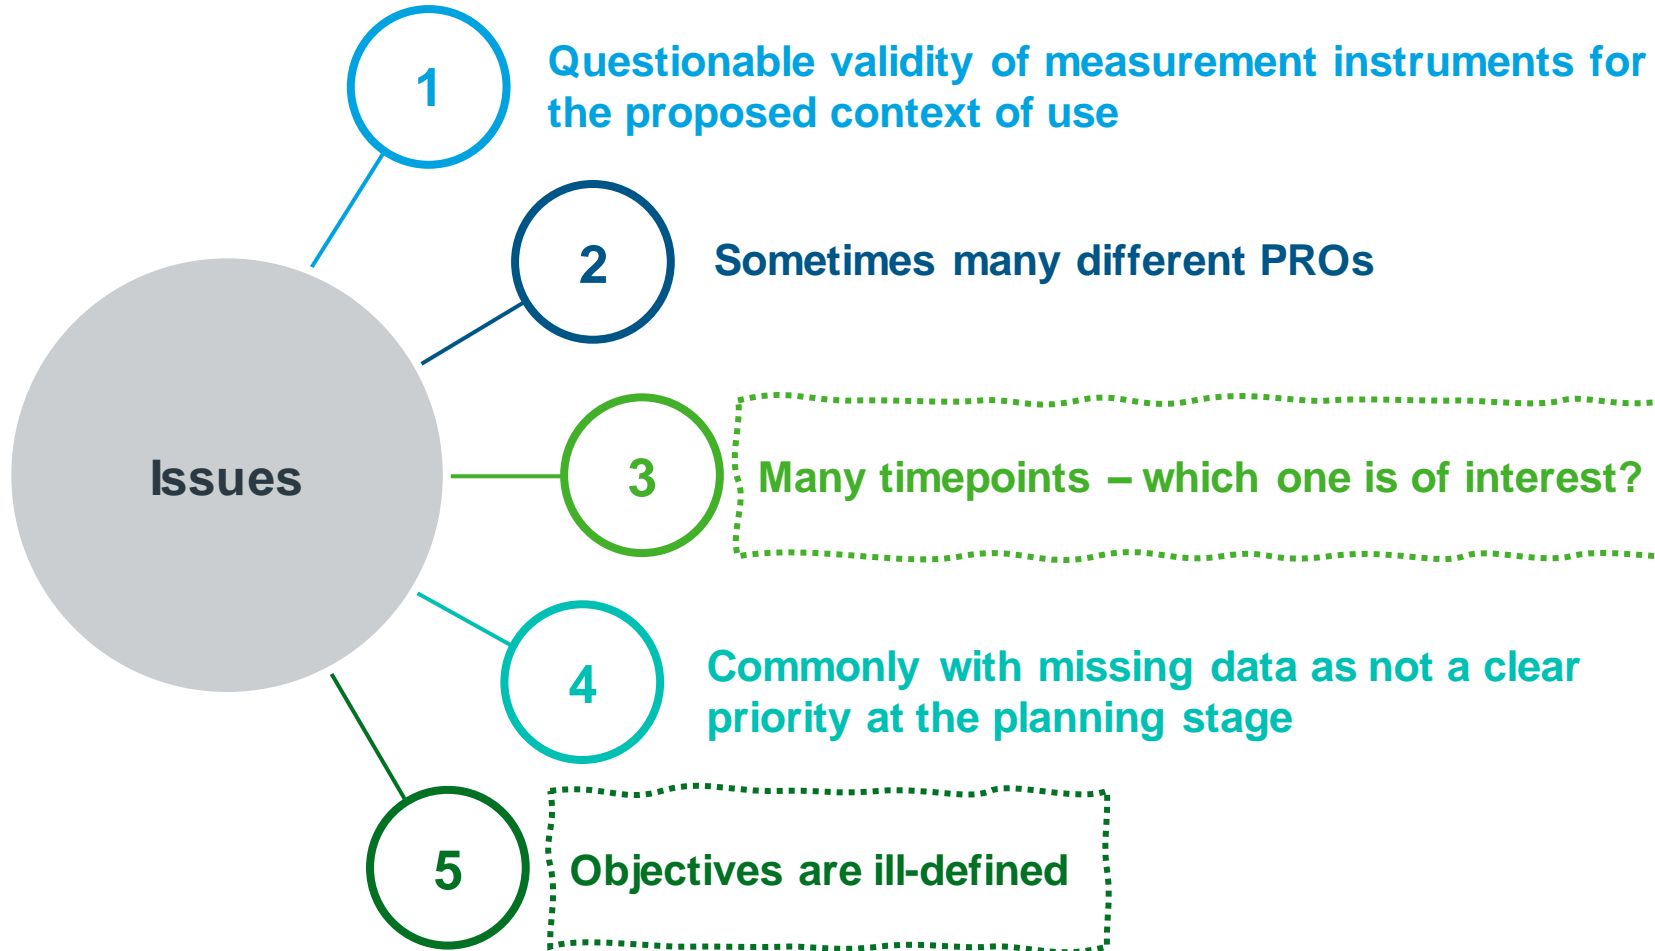 1
Questionable validity of measurement instruments for
the proposed context of use
2
Sometimes many different PROs
Issues
3
Many timepoints – which one is of interest?
4
Commonly with missing data as not a clear
priority at the planning stage
5
Objectives are ill-defined